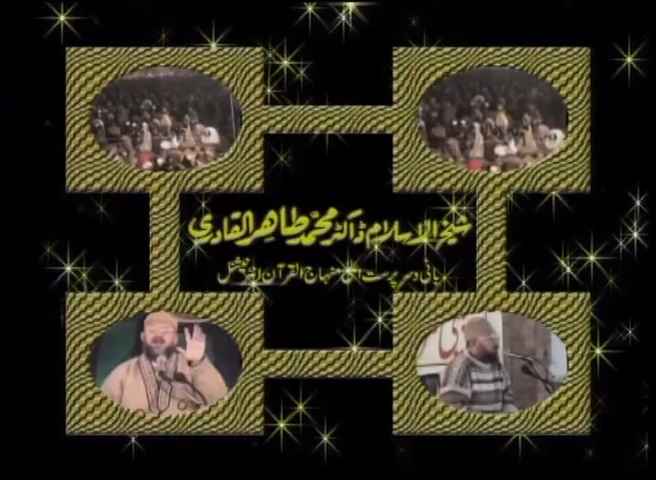 شیخ الاسلام ڈاکٹر محمد طاہر القادری
بانی و سرپرست اعلیٰ منہاج القرآن انٹرنیشنل